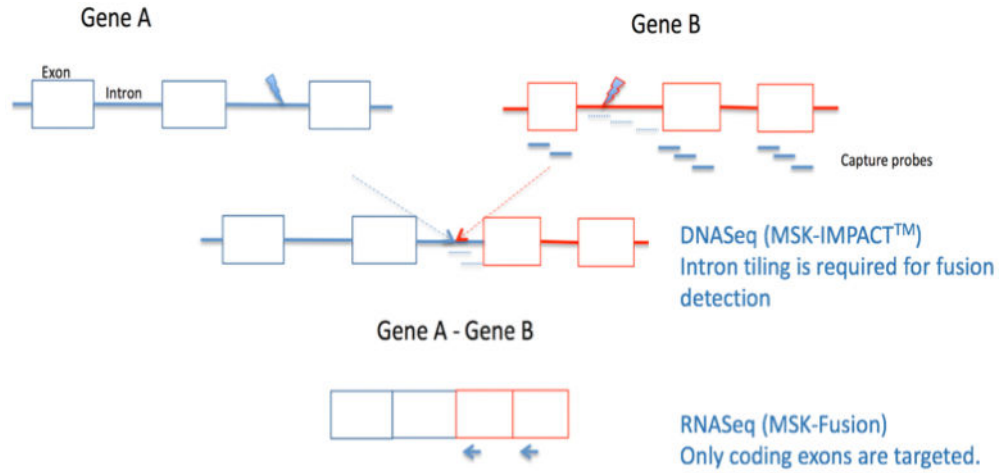 Gene A
Gene B
Exon
Intron
Capture probes
DNASeq (MSK-IMPACT™)
Intron tiling is required for fusion
detection
Gene A - Gene B
RNASeq (MSK-Fusion)
Only coding exons are targeted.